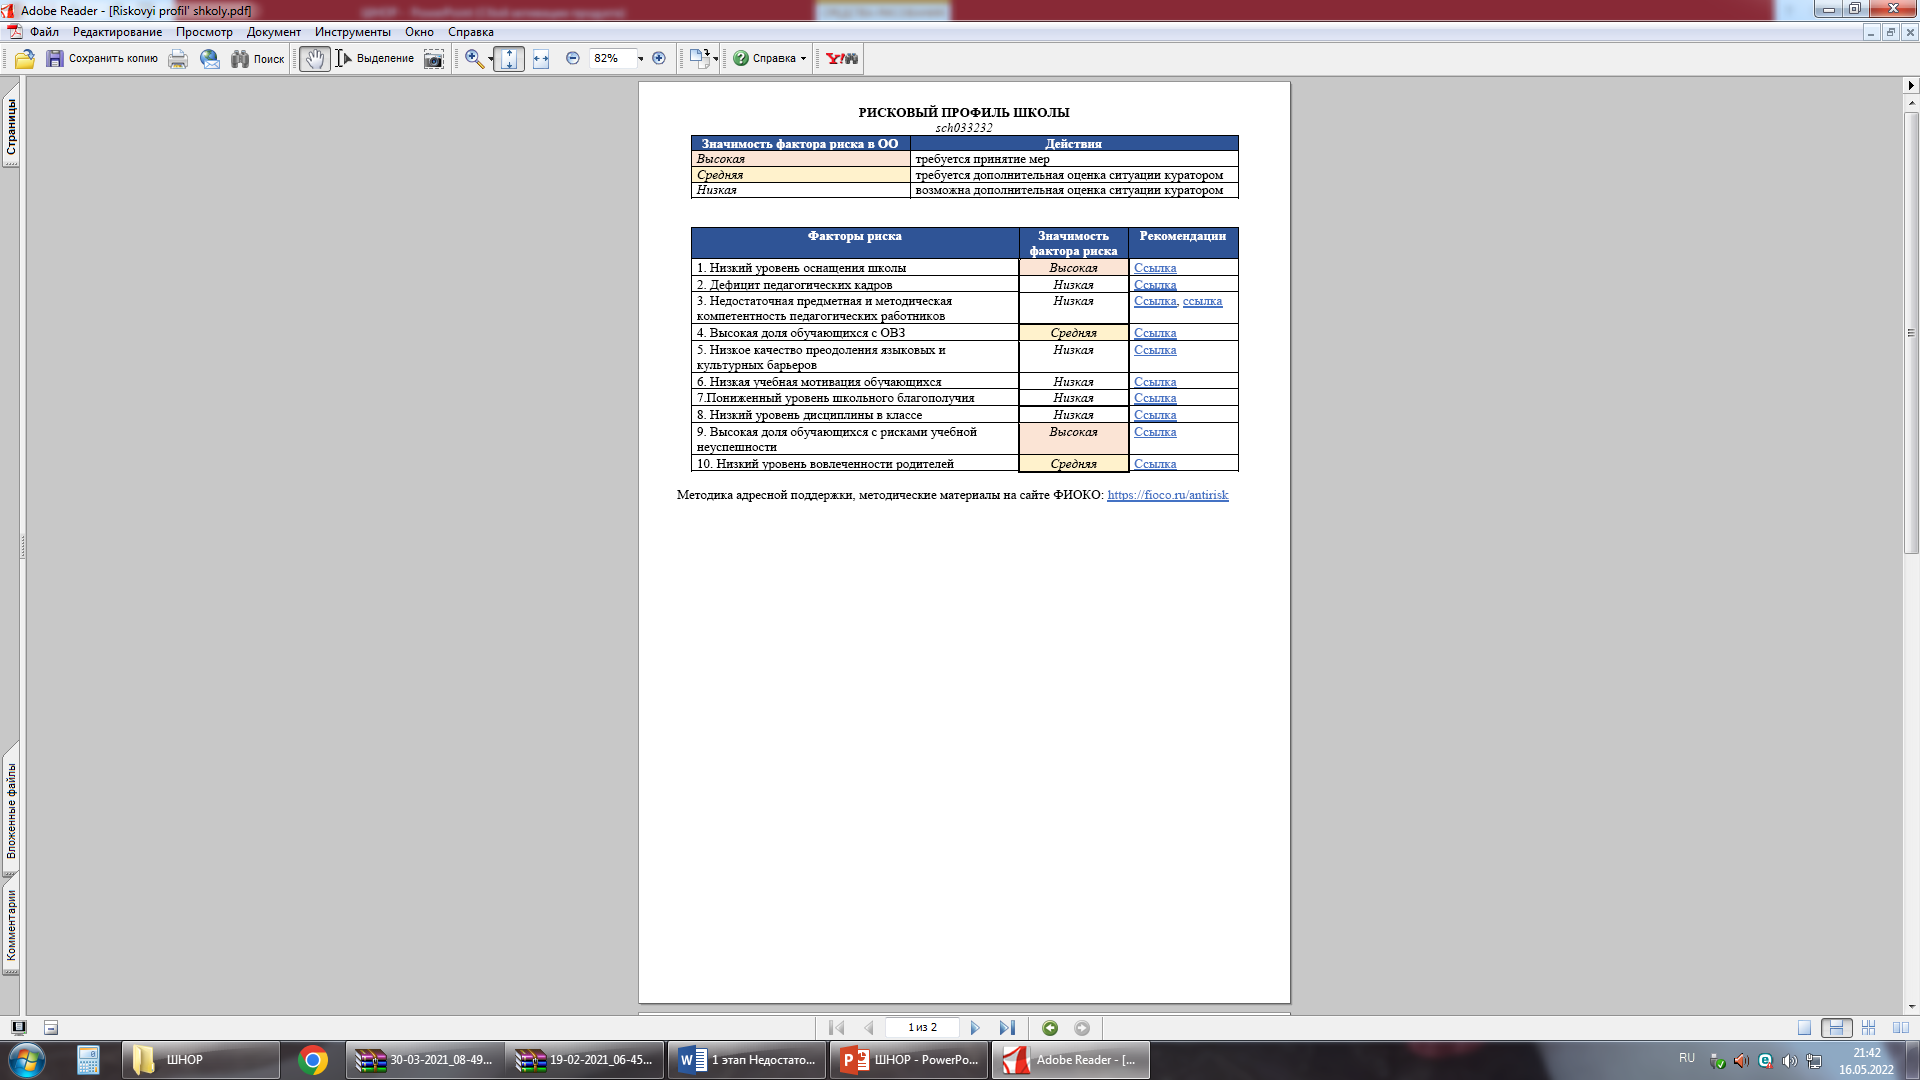 Adobe Reader - [Riskovyi profil' shkoly.pdf]
Файл Редактирование Просмотр Документ Инструменты Окно Справка
Сохранить копию Поиск Выделение 82% Справка Y!
Страницы
Вложенные файлы
Комментарии
РИСКОВЫЙ ПРОФИЛЬ ШКОЛЫ
sch033232
Значимость фактора риска в ОО Действия
Высокая требуется принятие мер
Средняя требуется дополнительная оценка ситуации куратором
Низкая возможна дополнительная оценка ситуации куратором
Факторы риска Значимость Рекомендации
фактора риска
1. Низкий уровень оснащения школы Высокая Ссылка
2. Дефицит педагогических кадров Низкая Ссылка
3. Недостаточная предметная и методическая Низкая Ссылка, ссылка
компетентность педагогических работников
4. Высокая доля обучающихся с ОВЗ Средняя Ссылка
5. Низкое качество преодоления языковых и Низкая Ссылка
культурных барьеров
6. Низкая учебная мотивация обучающихся Низкая Ссылка
7.Пониженный уровень школьного благополучия Низкая Ссылка
8. Низкий уровень дисциплины в классе Низкая Ссылка
9. Высокая доля обучающихся с рисками учебной Высокая Ссылка
неуспешности
10. Низкий уровень вовлеченности родителей Средняя Ссылка
Методика адресной поддержки, методические материалы на сайте ФИОКО: https://fioco.ru/antirisk
1 из 2
ШНОР 30-03-2021_08-49... 19-02-2021_06-45... 1 этап Недостато... ШНОР - PowerPo... Adobe Reader - [... RU 21:42
16.05.2022